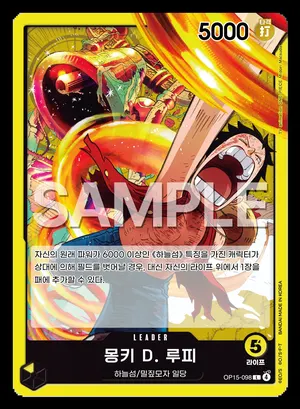 5000
타격
打
SAMPLE
자신의 원래 파워가 6000 이상인 《하늘섬》 특징을 가진 캐릭터가
상대에 의해 필드를 벗어날 경우, 대신 자신의 라이프 위에서 1장을
패에 추가할 수 있다.
LEADER
몽키 D. 루피
하늘섬/밀짚모자 일당
5
라이프
OP15-098 L